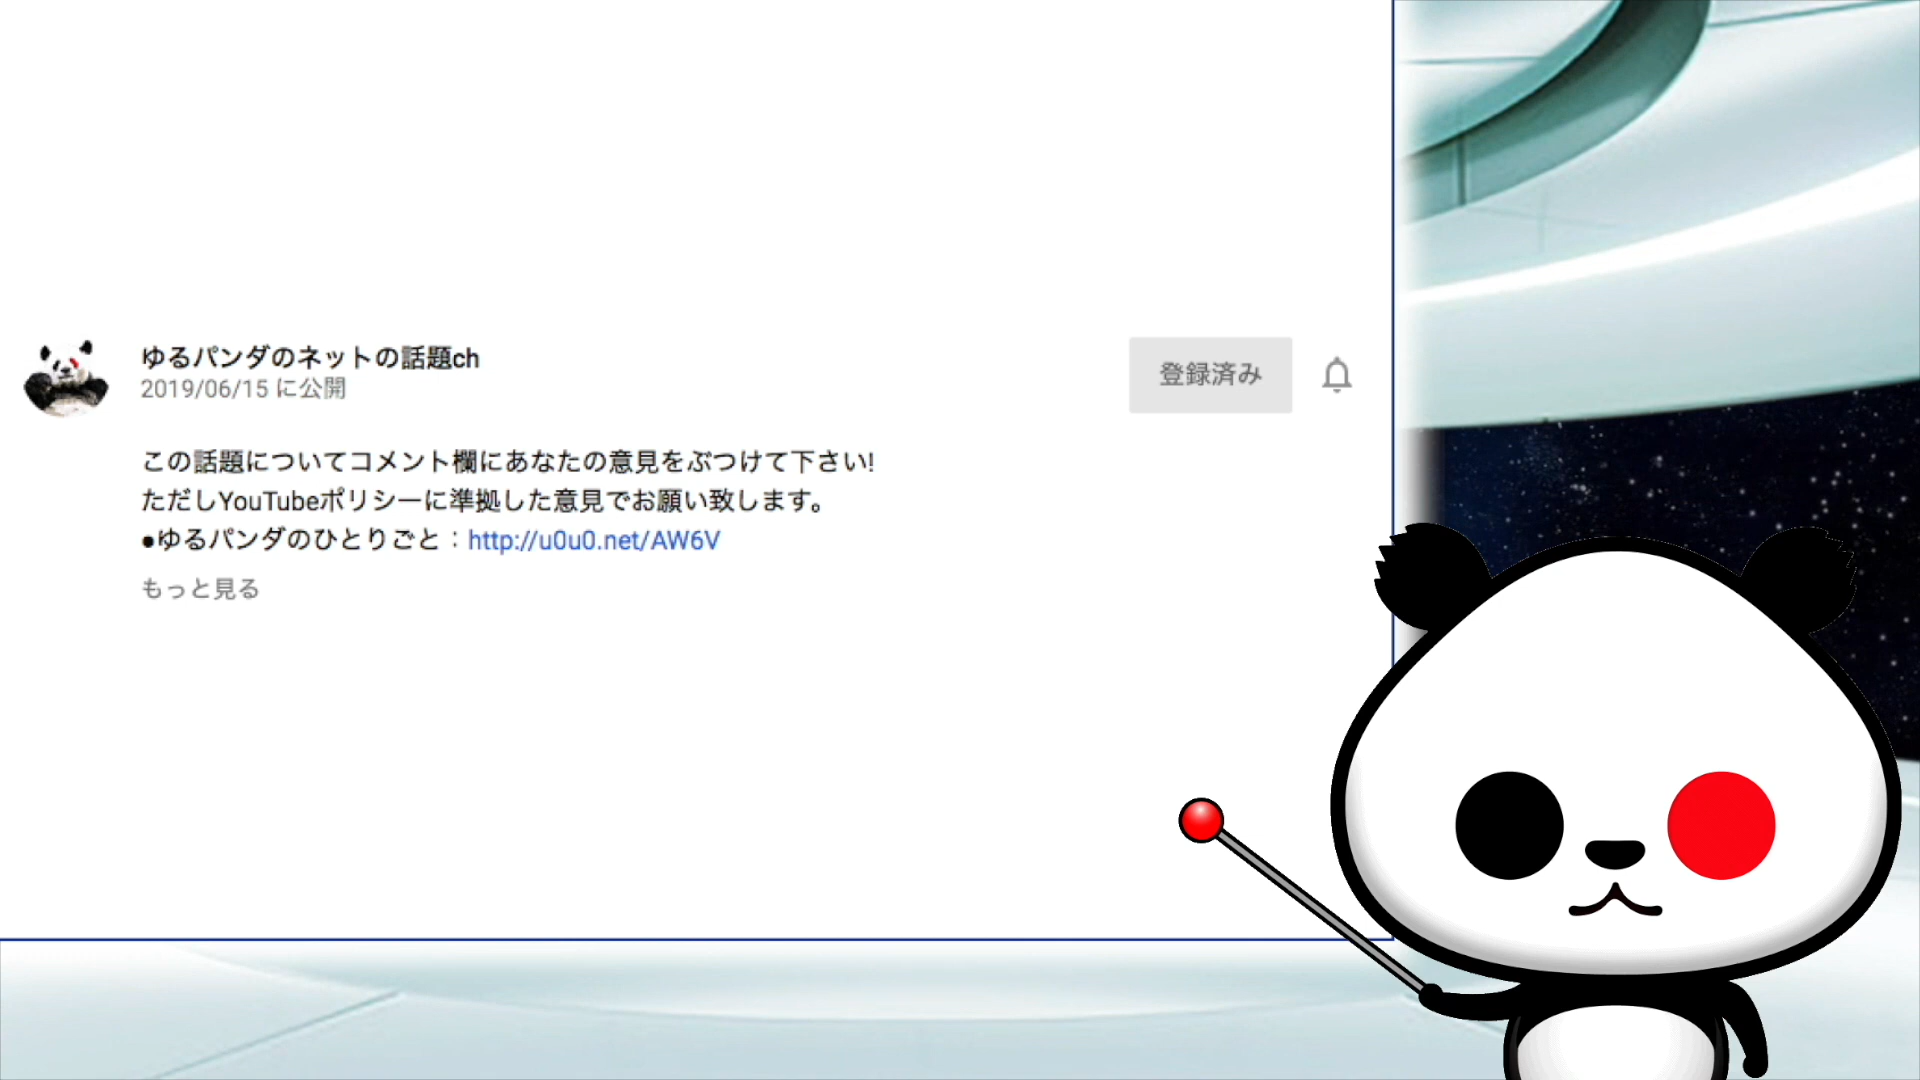 ゆるパンダのネットの話題ch
2019/06/15 に公開
登録済み
この話題についてコメント欄にあなたの意見をぶつけて下さい!
ただしYouTubeポリシーに準拠した意見でお願い致します。
●ゆるパンダのひとりごと：http://u0u0.net/AW6V
もっと見る